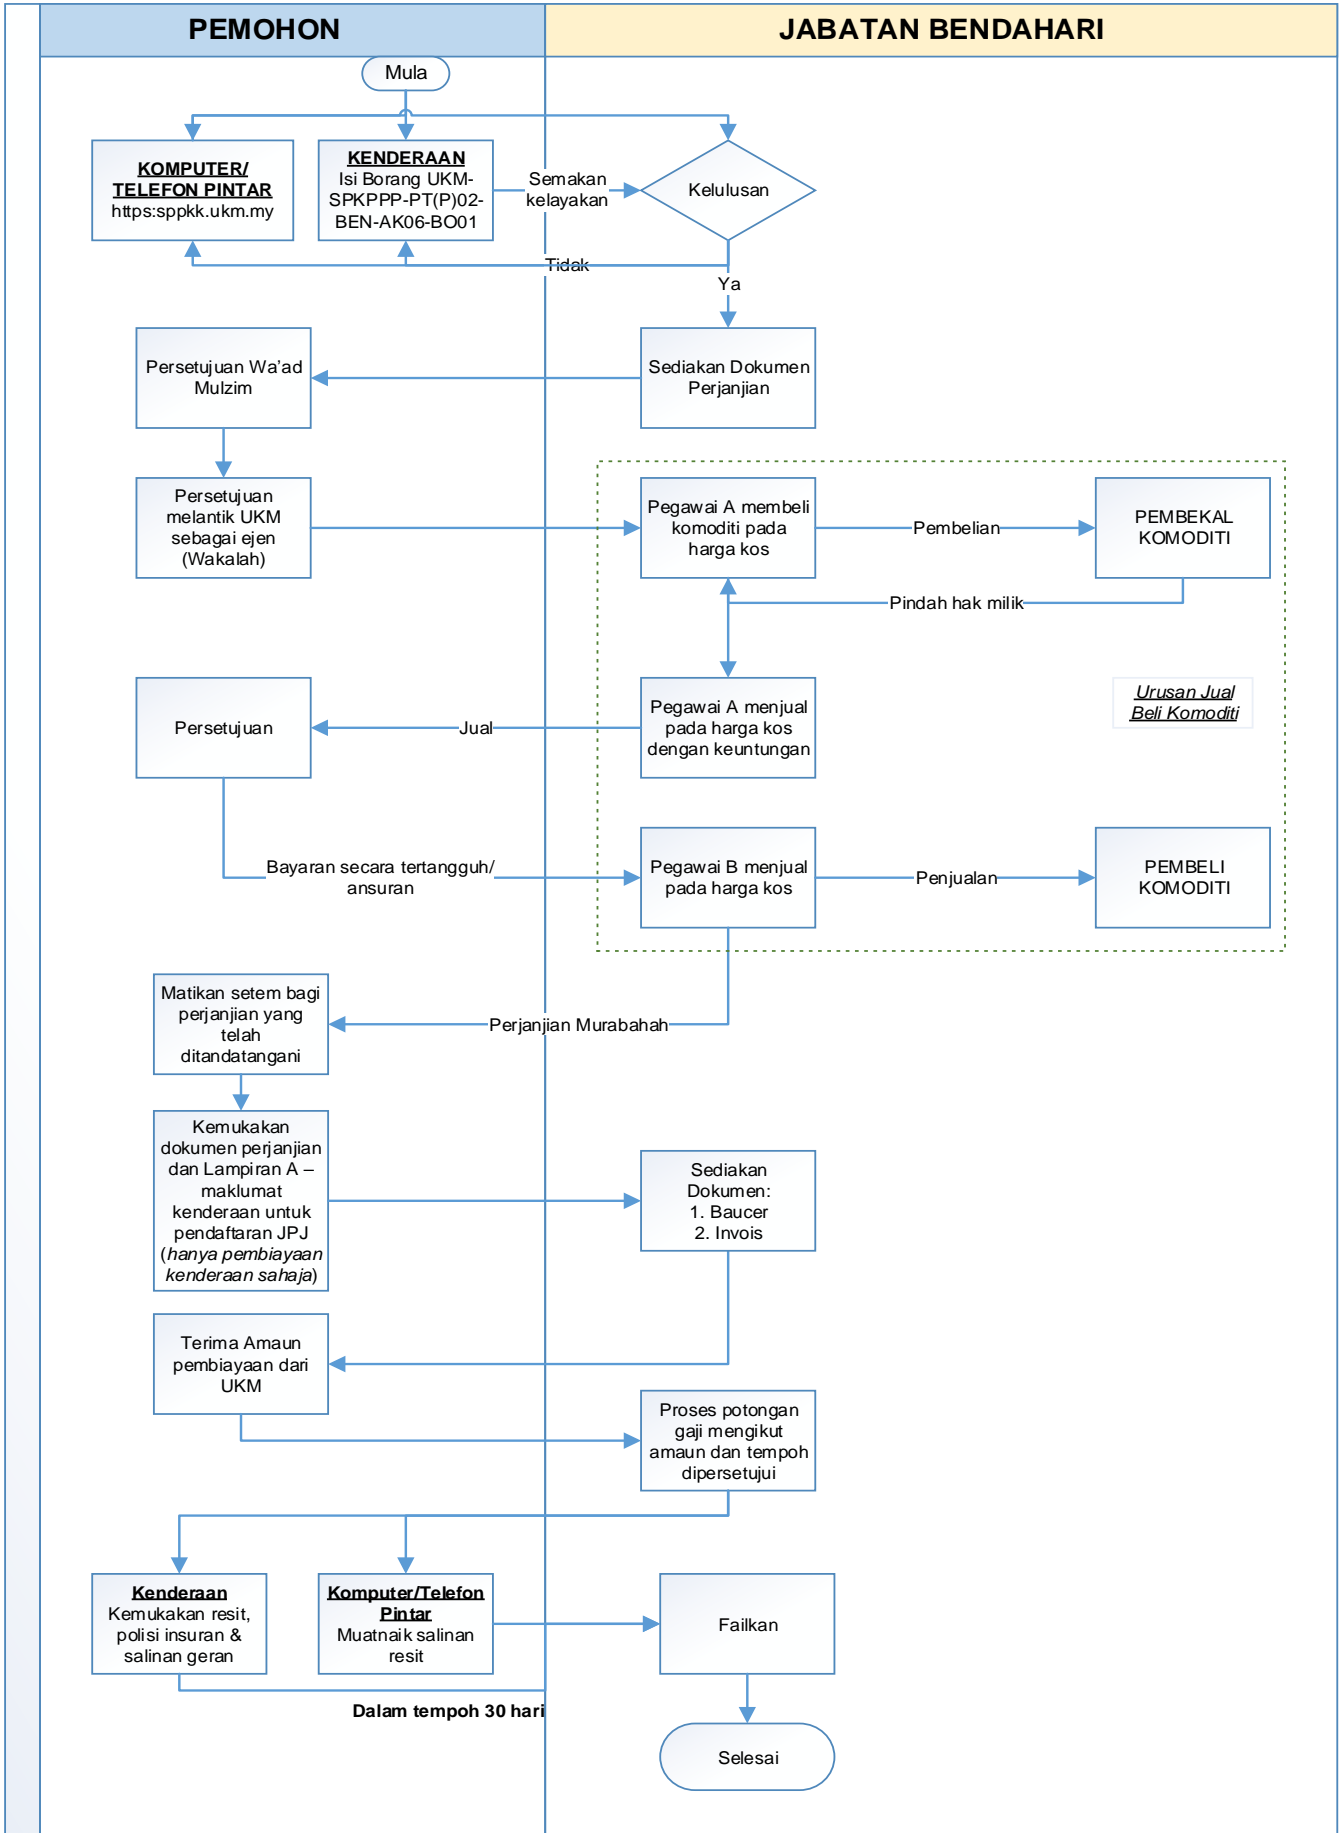 PEMOHON
JABATAN BENDAHARI
Mula
KOMPUTER/
TELEFON PINTAR
https:sppkk.ukm.my
KENDERAAN
Isi Borang UKM-
SPKPPP-PT(P)02-
BEN-AK06-BO01
Semakan
kelayakan
Kelulusan
Tidak
Ya
Persetujuan Wa’ad
Mulzim
Sediakan Dokumen
Perjanjian
Persetujuan
melantik UKM
sebagai ejen
(Wakalah)
Pegawai A membeli
komoditi pada
harga kos
Pembelian
PEMBEKAL
KOMODITI
Pindah hak milik
Persetujuan
Jual
Pegawai A menjual
pada harga kos
dengan keuntungan
Urusan Jual
Beli Komoditi
Bayaran secara tertangguh/
ansuran
Pegawai B menjual
pada harga kos
Penjualan
PEMBELI
KOMODITI
Matikan setem bagi
perjanjian yang
telah
ditandatangani
Perjanjian Murabahah
Kemukakan
dokumen perjanjian
dan Lampiran A –
maklumat
kenderaan untuk
pendaftaran JPJ
(hanya pembiayaan
kenderaan sahaja)
Sediakan
Dokumen:
1. Baucer
2. Invois
Terima Amaun
pembiayaan dari
UKM
Proses potongan
gaji mengikut
amaun dan tempoh
dipersetujui
Kenderaan
Kemukakan resit,
polisi insuran &
salinan geran
Komputer/Telefon
Pintar
Muatnaik salinan
resit
Failkan
Dalam tempoh 30 hari
Selesai